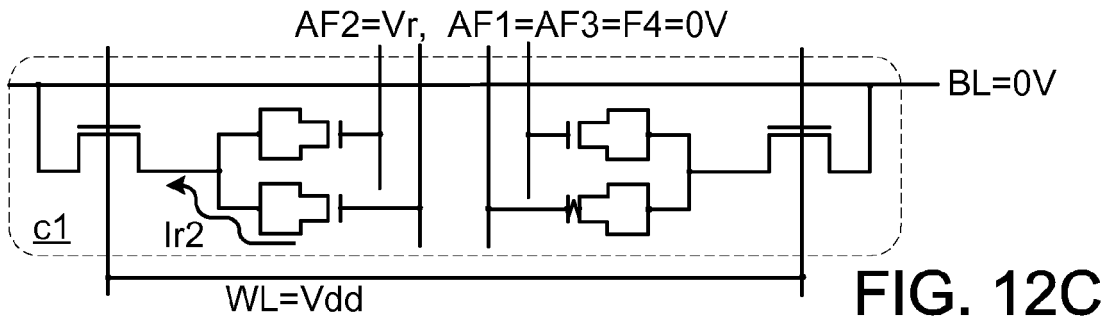 AF2=Vr, AF1=AF3=F4=0V
BL=0V
c1
Ir2
WL=Vdd
FIG. 12C